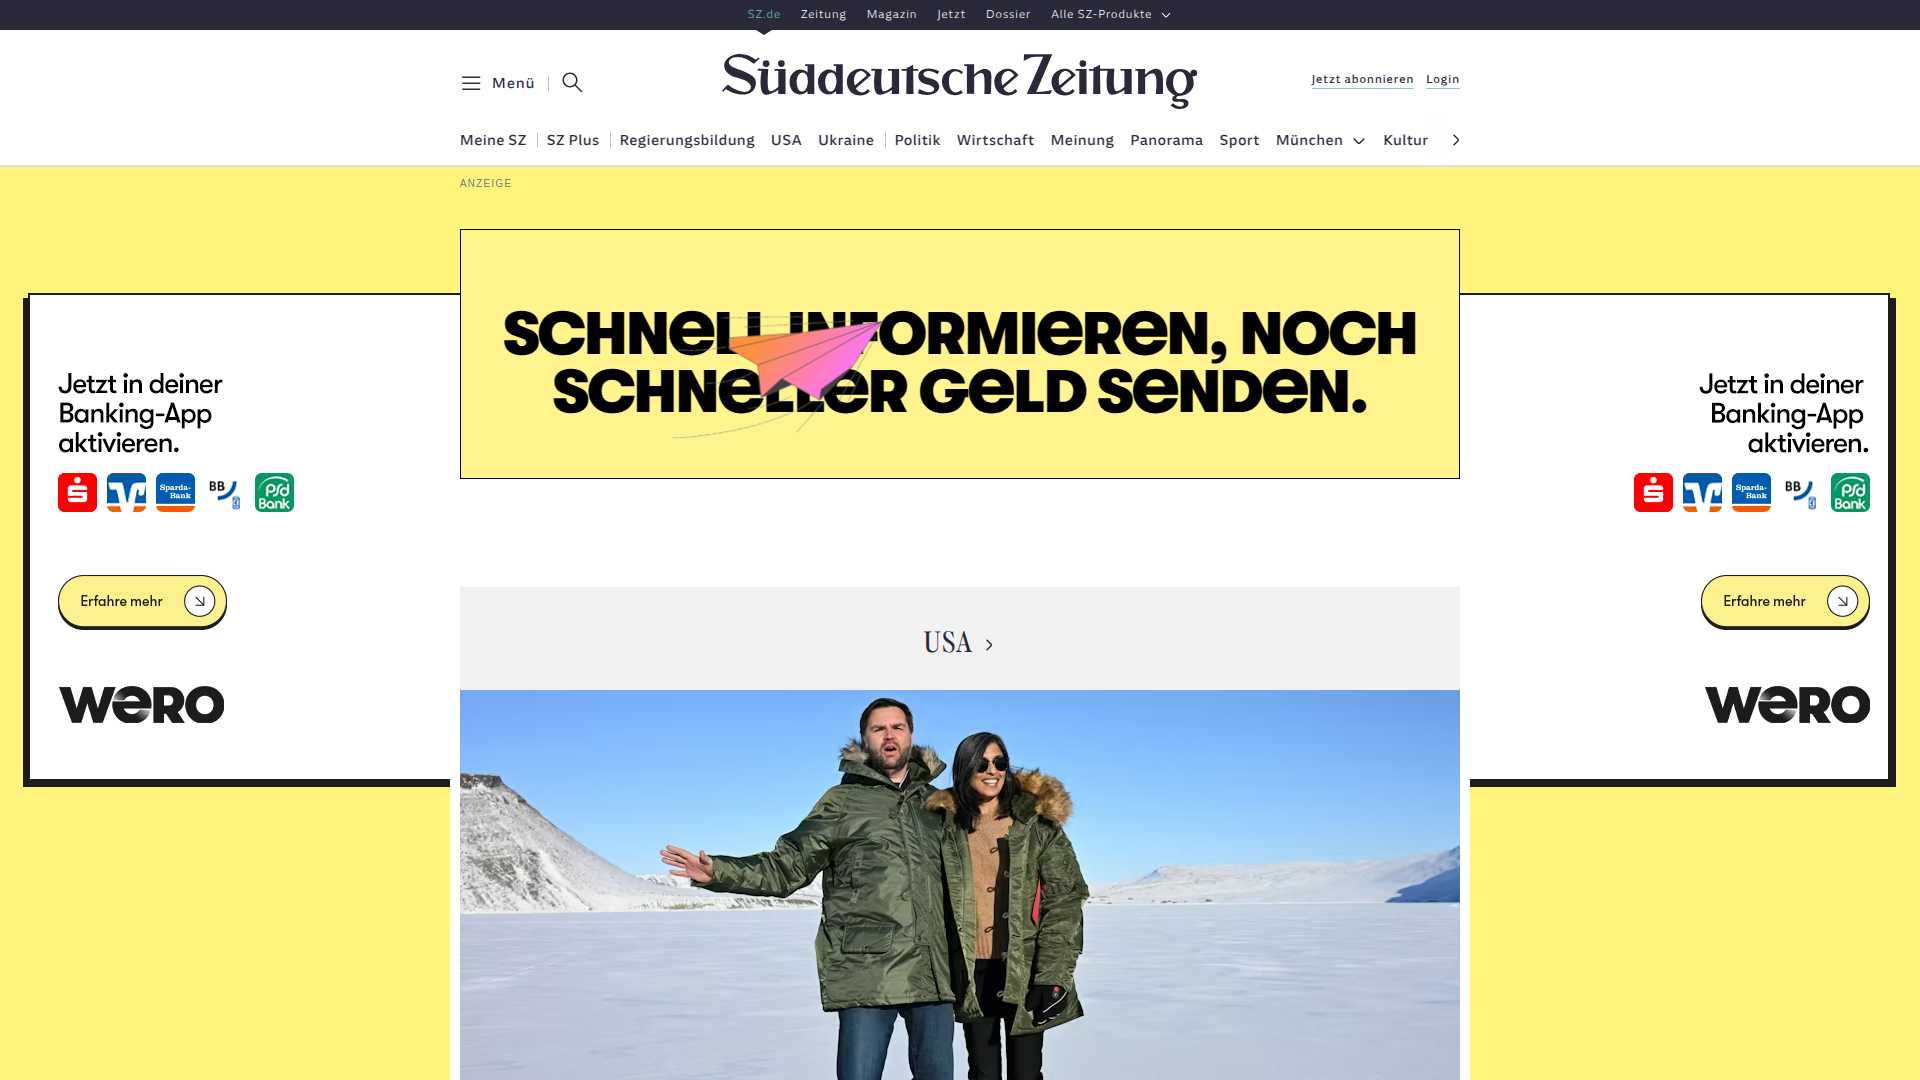 SZ.de Zeitung Magazin Jetzt Dossier Alle SZ-Produkte
Menü
Süddeutsche Zeitung
Jetzt abonnieren Login
Meine SZ SZ Plus Regierungsbildung USA Ukraine Politik Wirtschaft Meinung Panorama Sport München Kultur
ANZEIGE
SCHNELL INFORMIEREN, NOCH
SCHNELLER GELD SENDEN.
Jetzt in deiner
Banking-App
aktivieren.
S
Sparda-
Bank
BB
psd
Bank
Erfahre mehr
wero
Jetzt in deiner
Banking-App
aktivieren.
S
Sparda-
Bank
BB
psd
Bank
Erfahre mehr
wero
USA